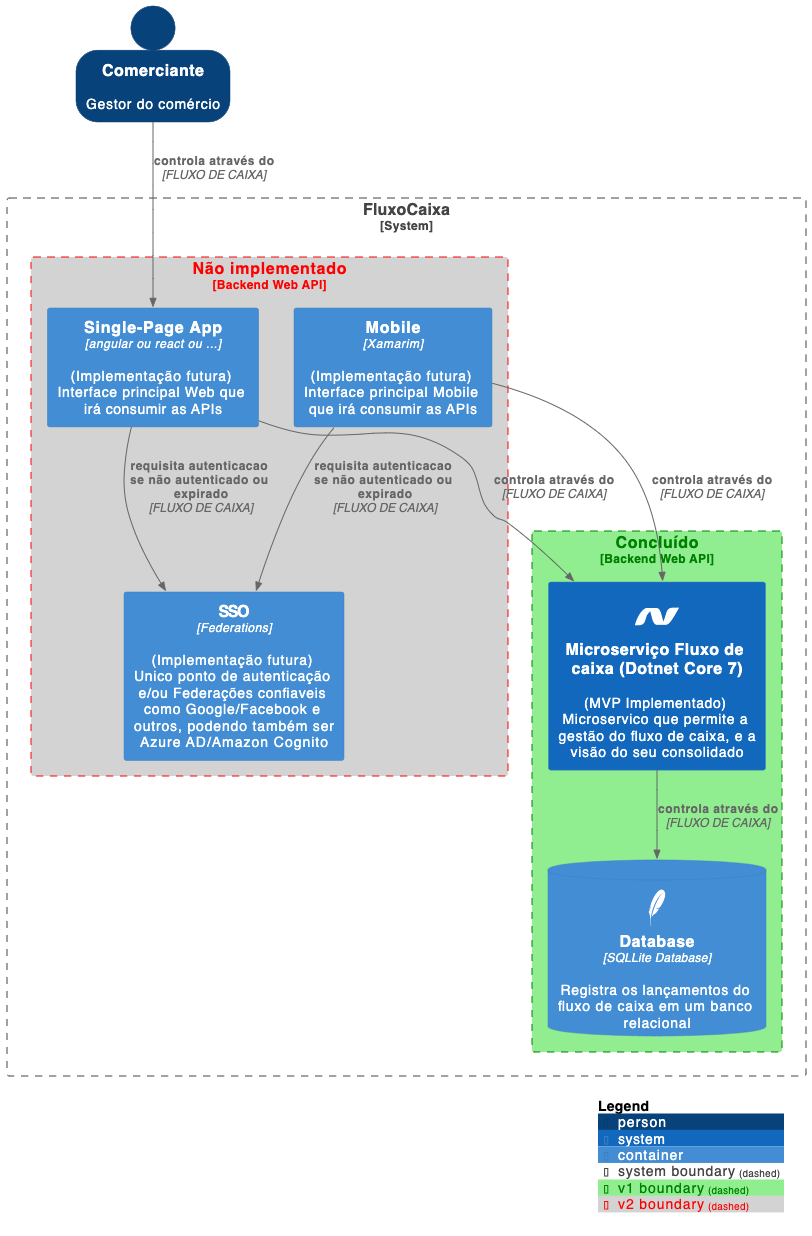 Comerciante
Gestor do comércio
controla através do
[FLUXO DE CAIXA]
FluxoCaixa
[System]
Não implementado
[Backend Web API]
Single-Page App
[angular ou react ou ...]
(Implementação futura)
Interface principal Web que
irá consumir as APIs
Mobile
[Xamarim]
(Implementação futura)
Interface principal Mobile
que irá consumir as APIs
requisita autenticacao
se não autenticado ou
expirado
[FLUXO DE CAIXA]
requisita autenticacao
se não autenticado ou
expirado
[FLUXO DE CAIXA]
controla através do
[FLUXO DE CAIXA]
controla através do
[FLUXO DE CAIXA]
SSO
[Federations]
(Implementação futura)
Unico ponto de autenticação
e/ou Federações confiaveis
como Google/Facebook e
outros, podendo também ser
Azure AD/Amazon Cognito
Concluído
[Backend Web API]
Microserviço Fluxo de
caixa (Dotnet Core 7)
(MVP Implementado)
Microservico que permite a
gestão do fluxo de caixa, e a
visão do seu consolidado
controla através do
[FLUXO DE CAIXA]
Database
[SQLLite Database]
Registra os lançamentos do
fluxo de caixa em um banco
relacional
Legend
person
system
container
system boundary (dashed)
v1 boundary (dashed)
v2 boundary (dashed)